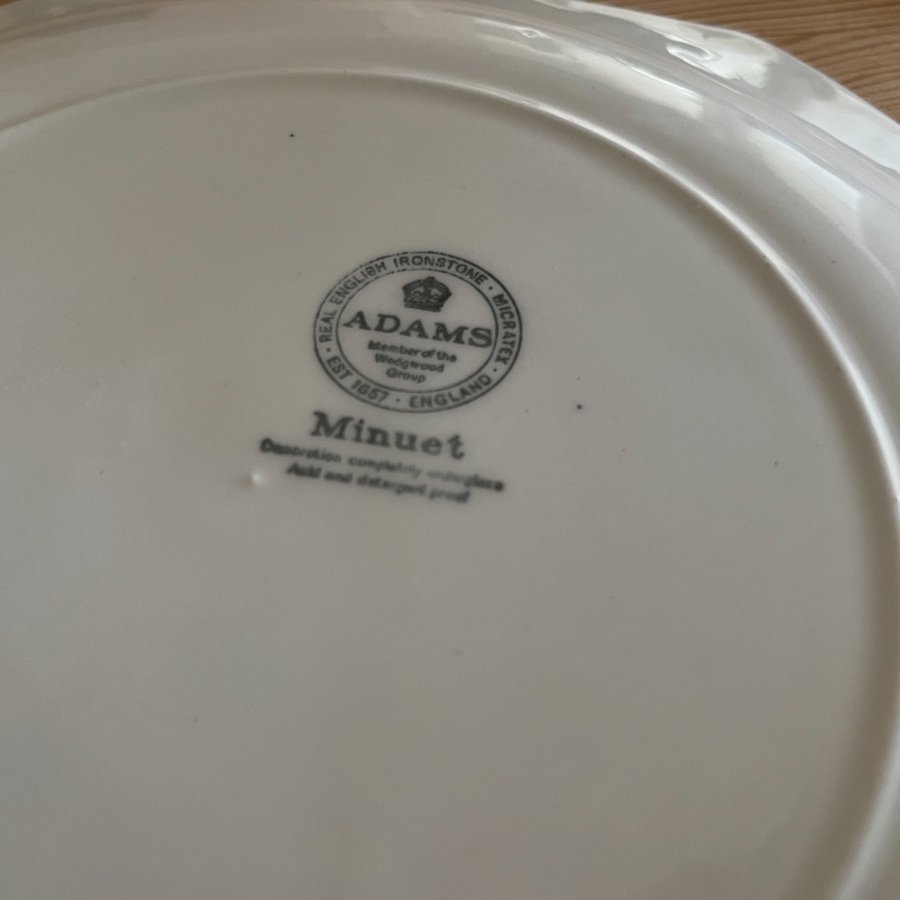 REAL ENGLISH IRONSTONE · MICRATEX ·
ADAMS
Member of the
Wedgwood
Group
· EST 1657 · ENGLAND ·
Minuet
Decoration completely underglaze
Acid and detergent proof